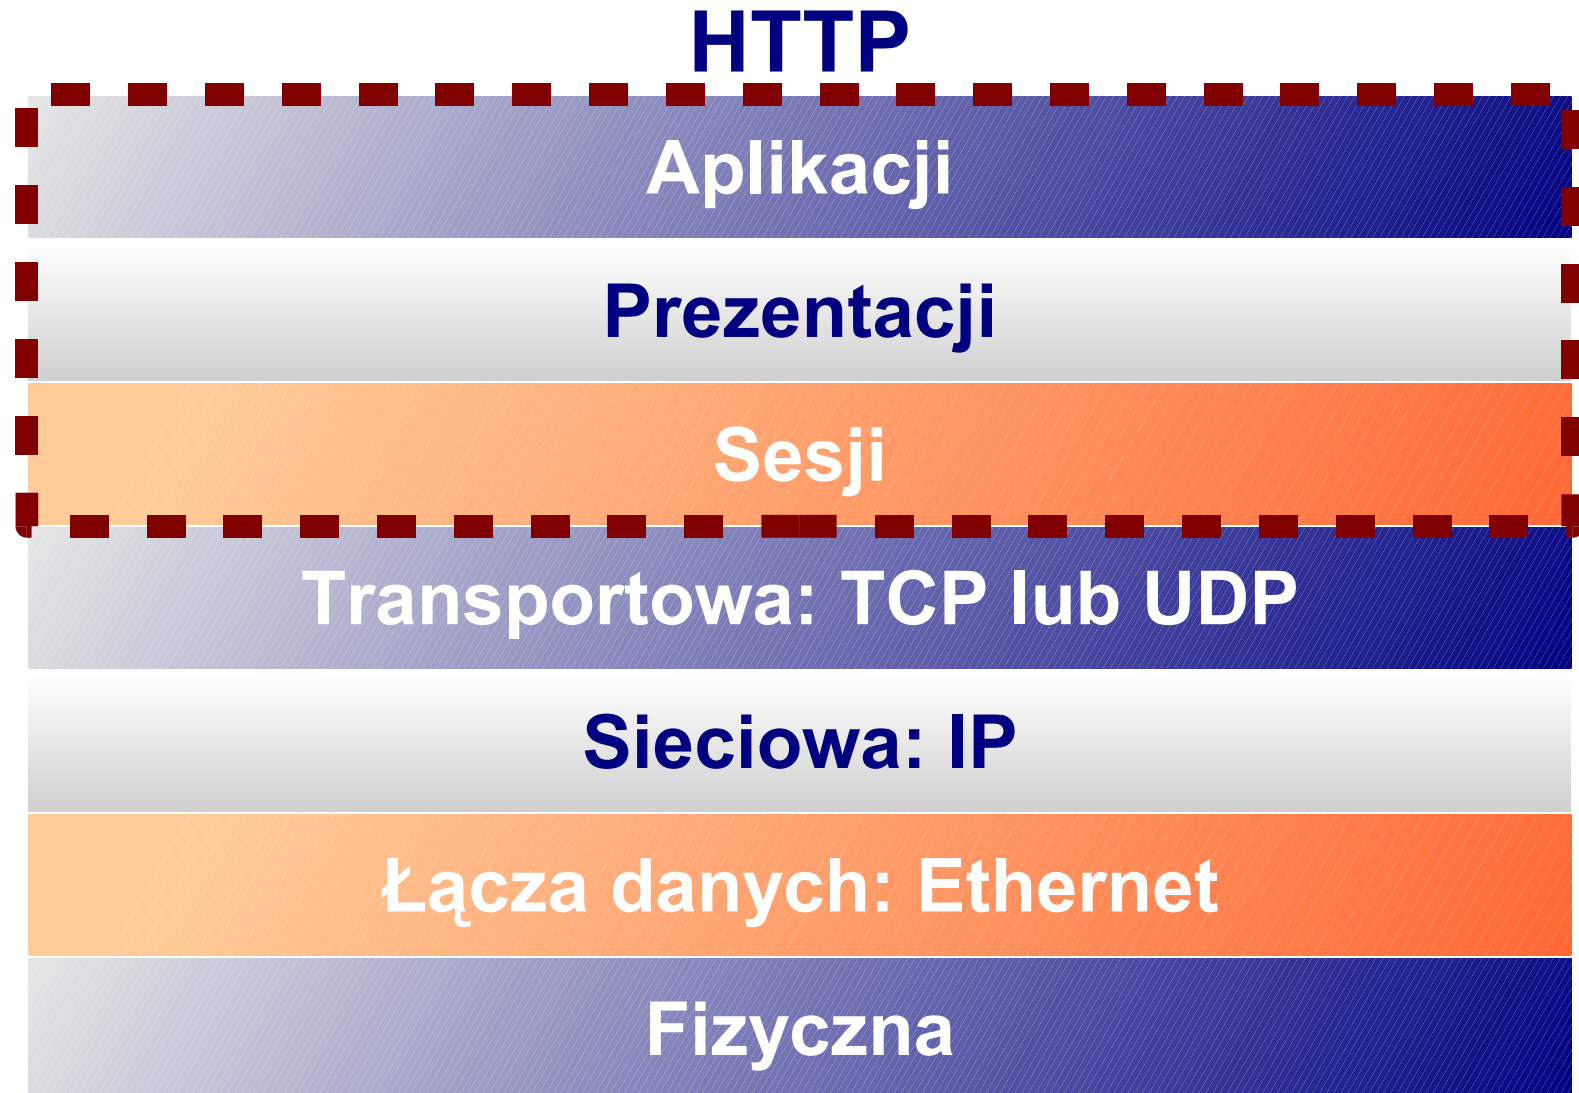 HTTP
Aplikacji
Prezentacji
Sesji
Transportowa: TCP lub UDP
Sieciowa: IP
Łącza danych: Ethernet
Fizyczna